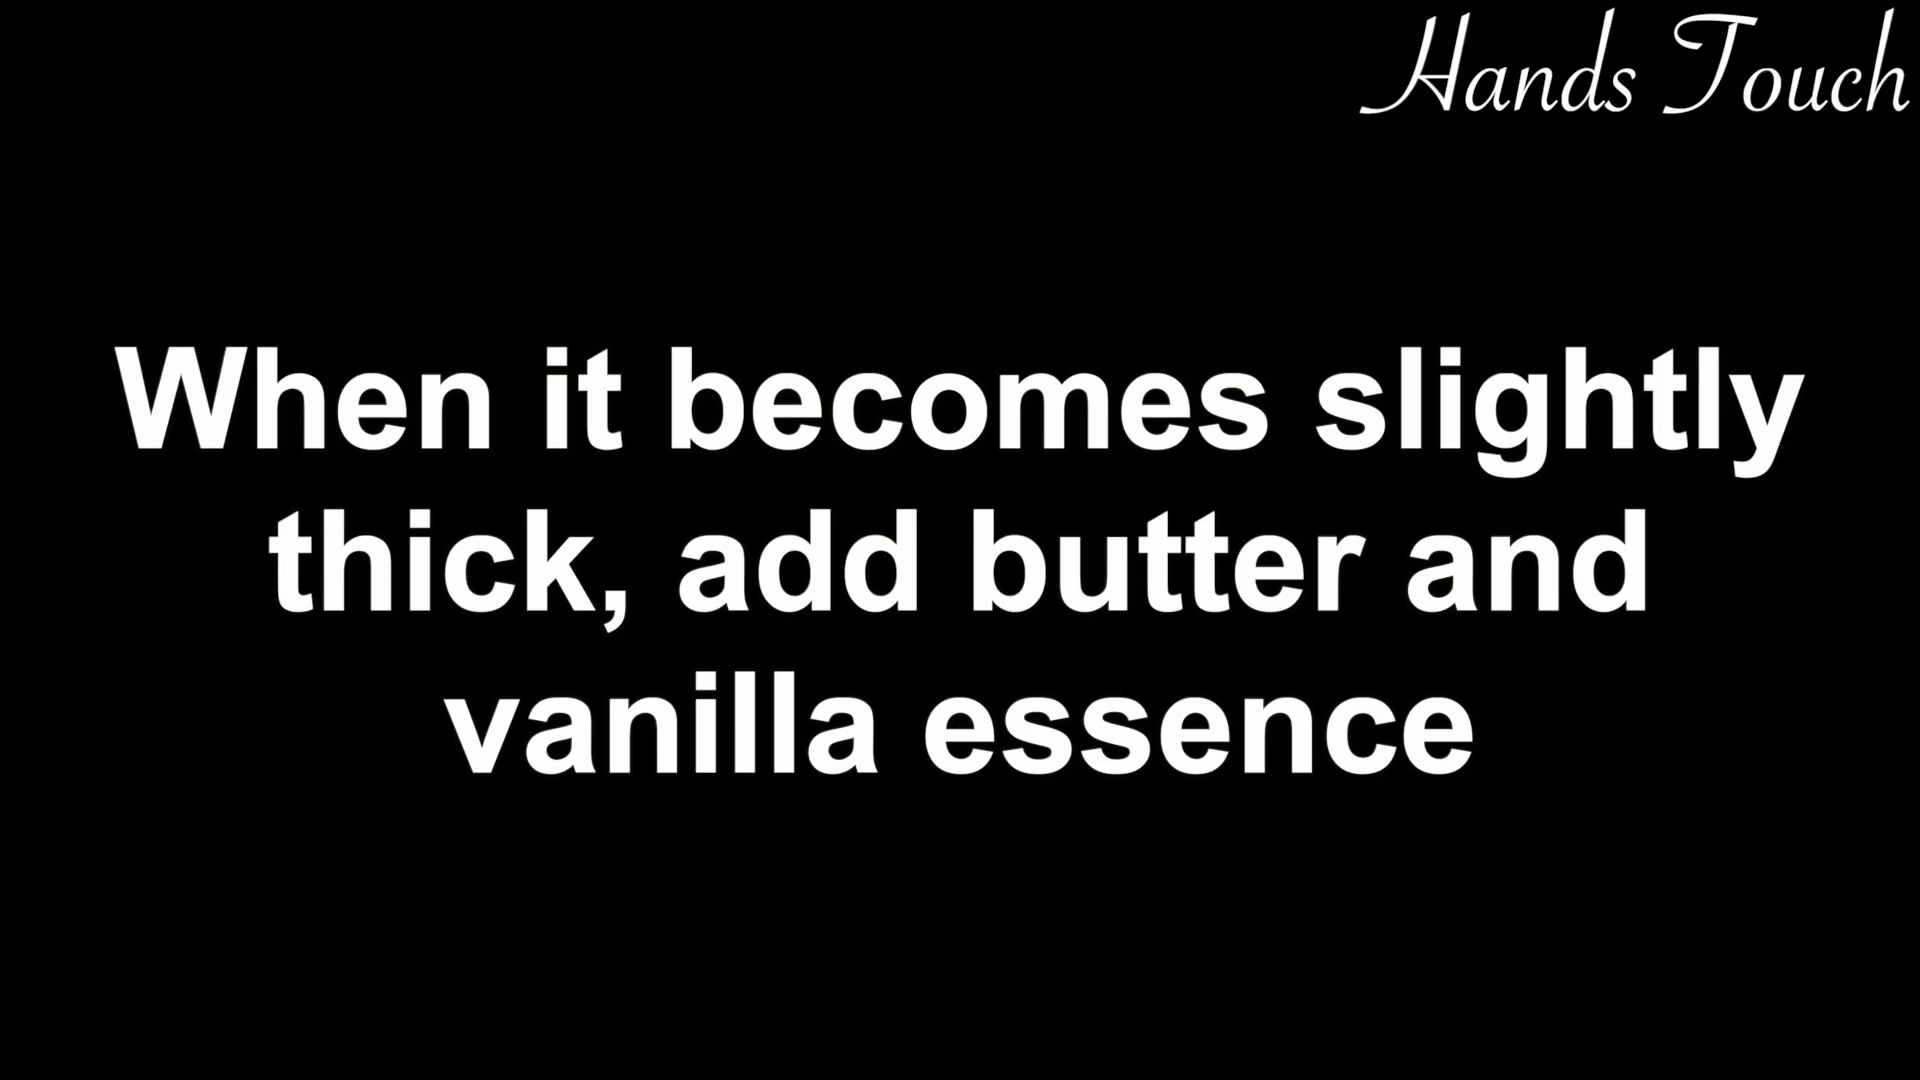 Hands Touch
When it becomes slightly
thick, add butter and
vanilla essence